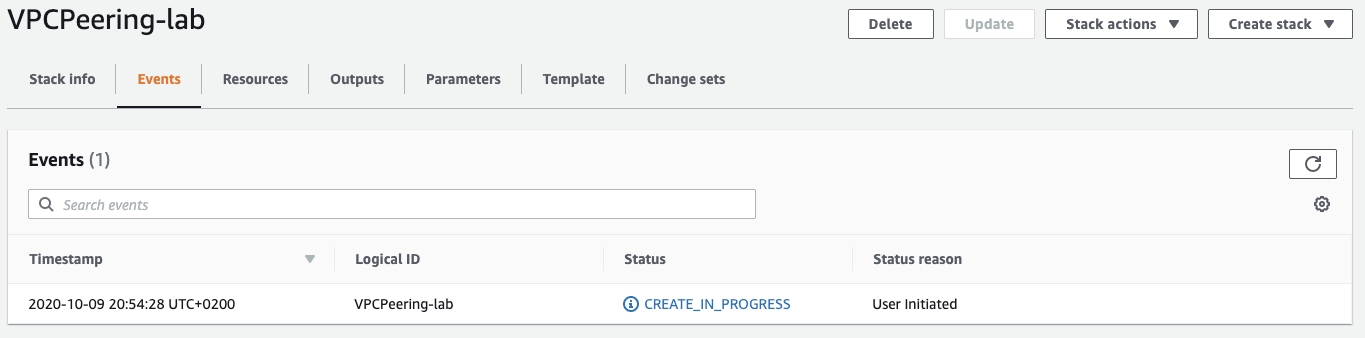 VPCPeering-lab
Delete Update Stack actions Create stack
Stack info Events Resources Outputs Parameters Template Change sets
Events (1)
Search events
Timestamp Logical ID Status Status reason
2020-10-09 20:54:28 UTC+0200 VPCPeering-lab CREATE_IN_PROGRESS User Initiated